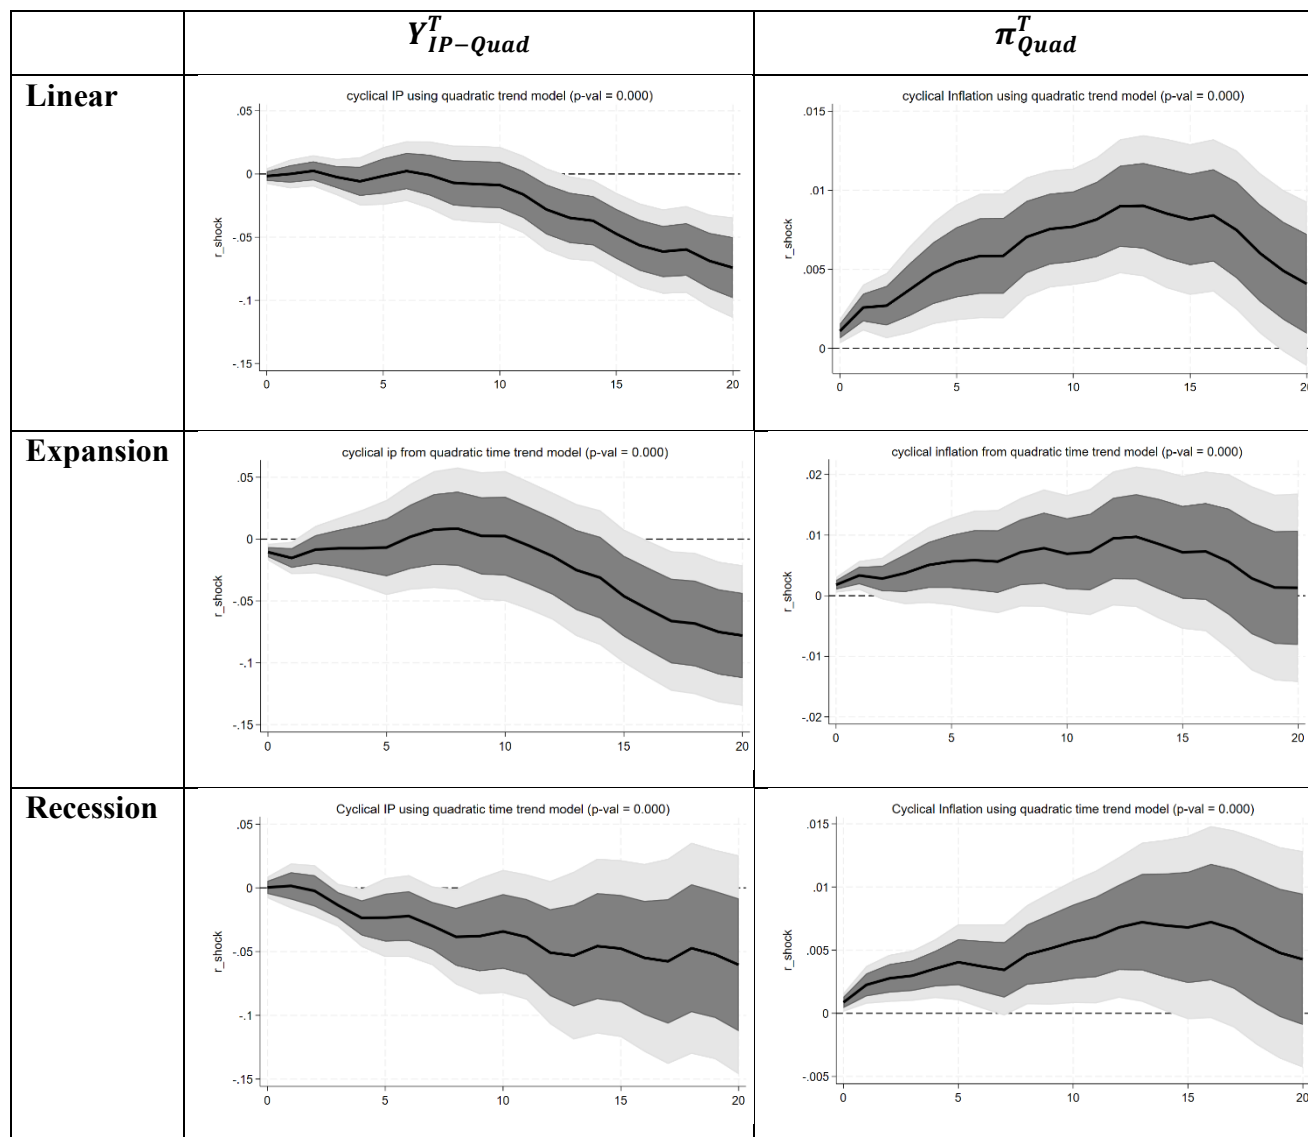 Y^T_{IP-Quad}
π^T_{Quad}
Linear
cyclical IP using quadratic trend model (p-val = 0.000)
.05
0
-.05
-.1
-.15
r_shock
0 5 10 15 20
cyclical Inflation using quadratic trend model (p-val = 0.000)
.015
.01
.005
0
r_shock
0 5 10 15 20
Expansion
cyclical ip from quadratic time trend model (p-val = 0.000)
.05
0
-.05
-.1
-.15
r_shock
0 5 10 15 20
cyclical inflation from quadratic time trend model (p-val = 0.000)
.02
.01
0
-.01
-.02
r_shock
0 5 10 15 20
Recession
Cyclical IP using quadratic time trend model (p-val = 0.000)
.05
0
-.05
-.1
-.15
r_shock
0 5 10 15 20
Cyclical Inflation using quadratic time trend model (p-val = 0.000)
.015
.01
.005
0
-.005
r_shock
0 5 10 15 20